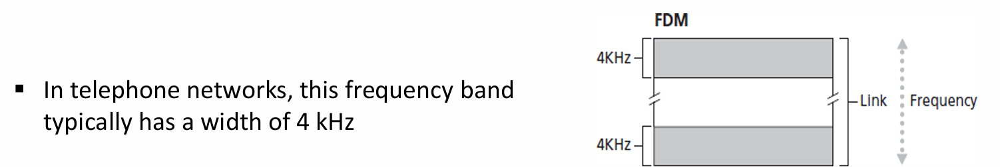 FDM
4KHz
▪ In telephone networks, this frequency band
typically has a width of 4 kHz
Link
Frequency
4KHz